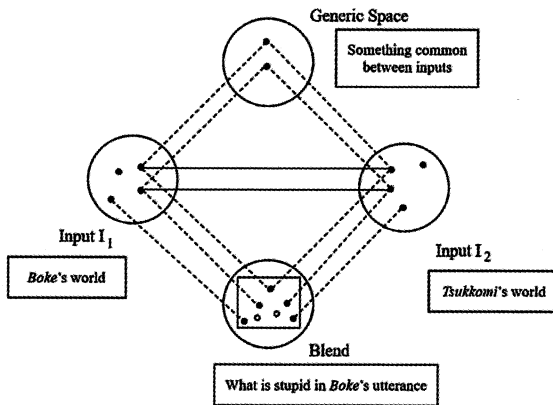 Generic Space
Something common
between inputs
Input I1
Boke's world
Input I2
Tsukkomi's world
Blend
What is stupid in Boke's utterance